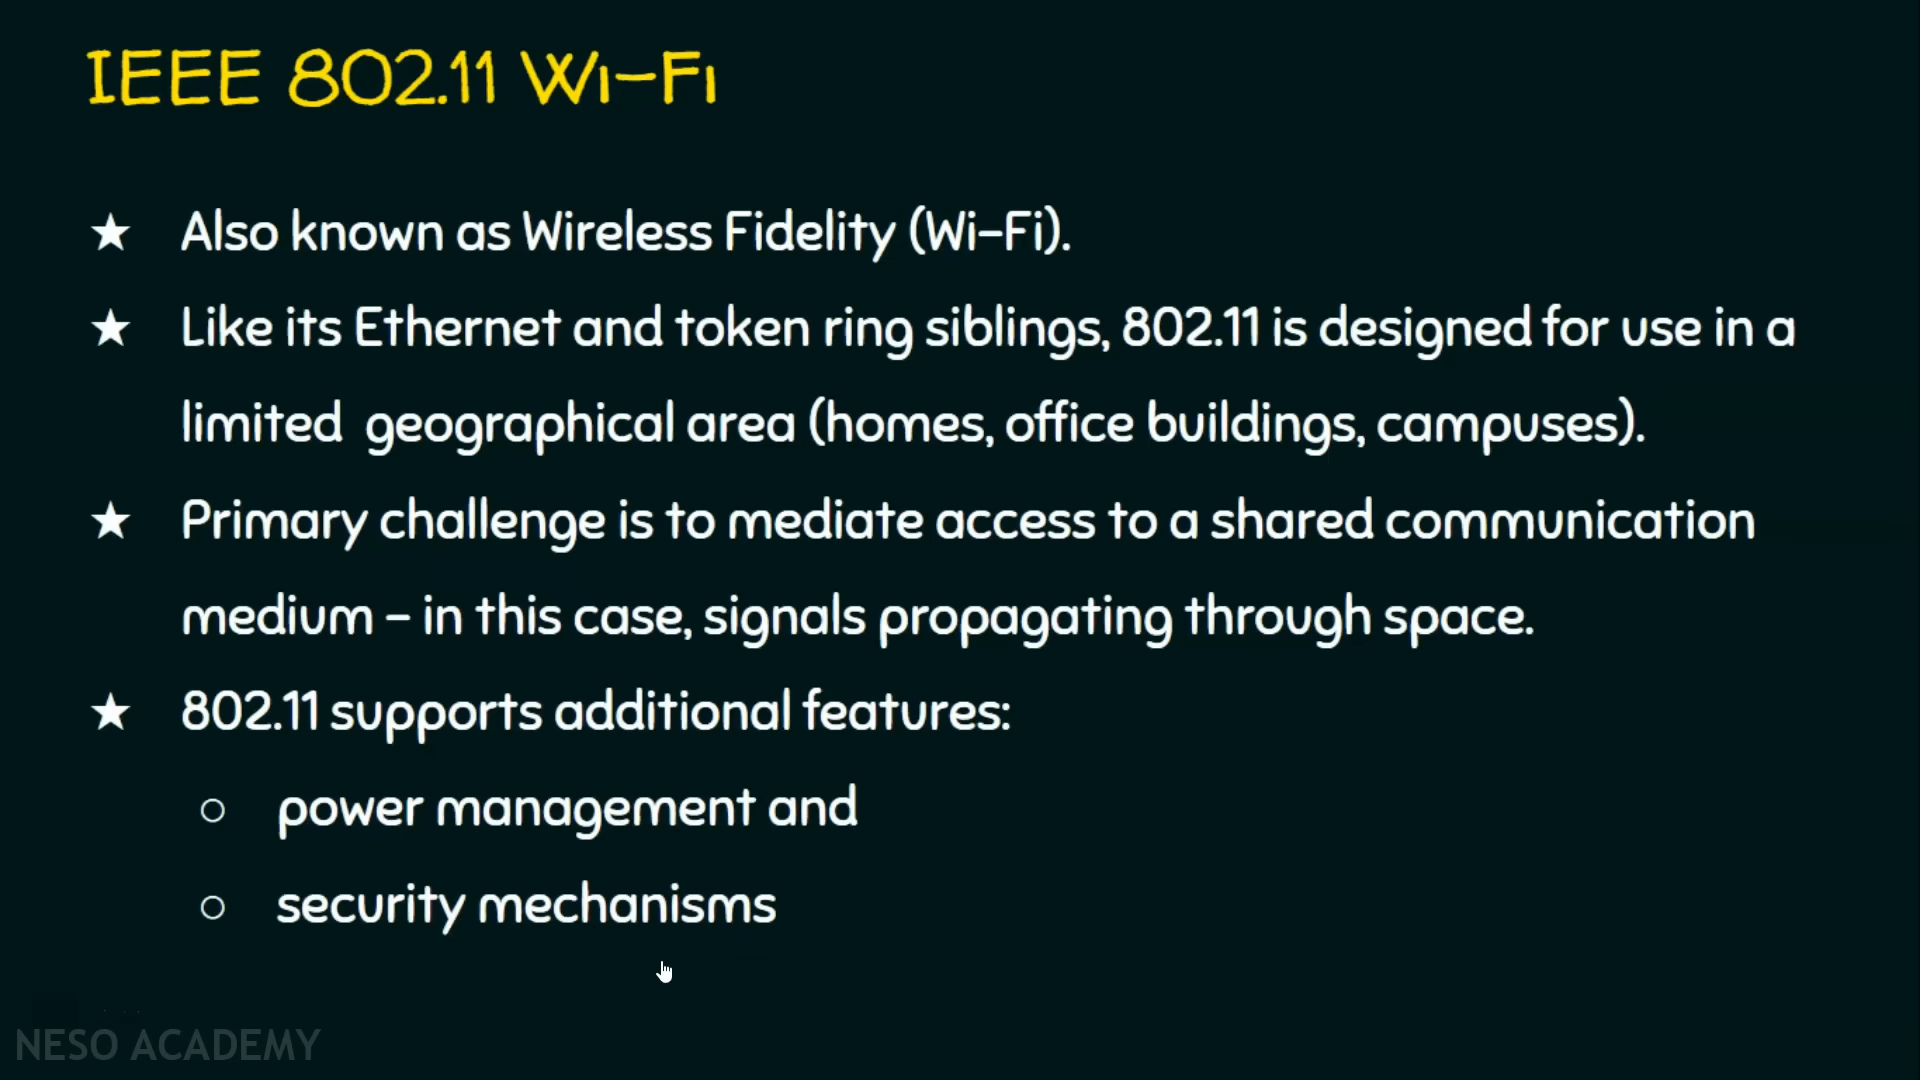 IEEE 802.11 Wi-Fi
★ Also known as Wireless Fidelity (Wi-Fi).
★ Like its Ethernet and token ring siblings, 802.11 is designed for use in a
limited geographical area (homes, office buildings, campuses).
★ Primary challenge is to mediate access to a shared communication
medium – in this case, signals propagating through space.
★ 802.11 supports additional features:
○ power management and
○ security mechanisms
NESO ACADEMY